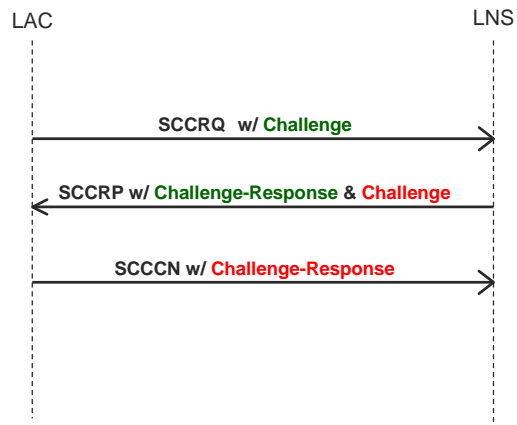 LAC
LNS
SCCRQ w/ Challenge
SCCRP w/ Challenge-Response & Challenge
SCCCN w/ Challenge-Response